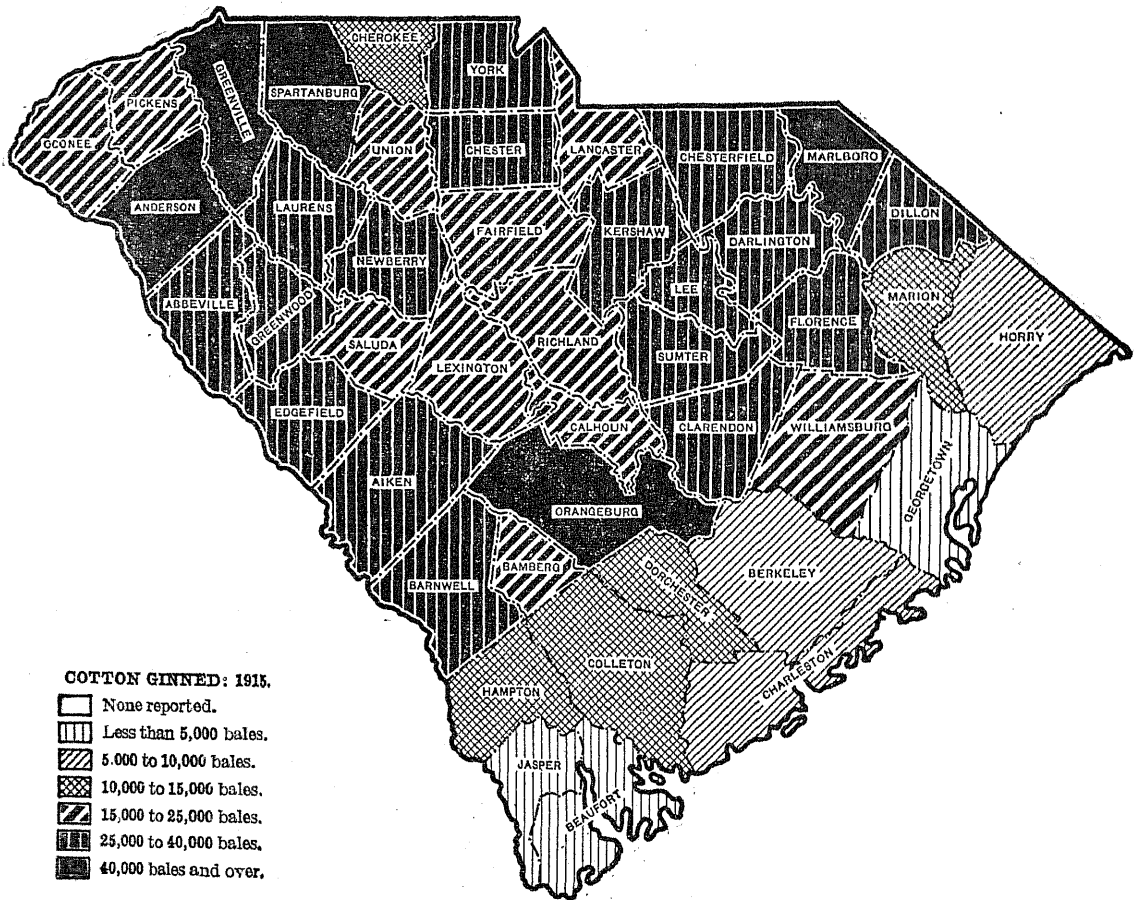 CHEROKEE
YORK
GREENVILLE
SPARTANBURG
PICKENS
OCONEE
UNION
CHESTER
LANCASTER
CHESTERFIELD
MARLBORO
ANDERSON
LAURENS
DILLON
FAIRFIELD
KERSHAW
DARLINGTON
NEWBERRY
LEE
MARION
ABBEVILLE
GREENWOOD
FLORENCE
HORRY
SALUDA
RICHLAND
SUMTER
LEXINGTON
EDGEFIELD
CALHOUN
CLARENDON
WILLIAMSBURG
AIKEN
GEORGETOWN
ORANGEBURG
BAMBERG
DORCHESTER
BERKELEY
BARNWELL
COLLETON
CHARLESTON
HAMPTON
JASPER
BEAUFORT
COTTON GINNED: 1915.
None reported.
Less than 5,000 bales.
5.000 to 10,000 bales.
10,000 to 15,000 bales.
15,000 to 25,000 bales.
25,000 to 40,000 bales.
40,000 bales and over.